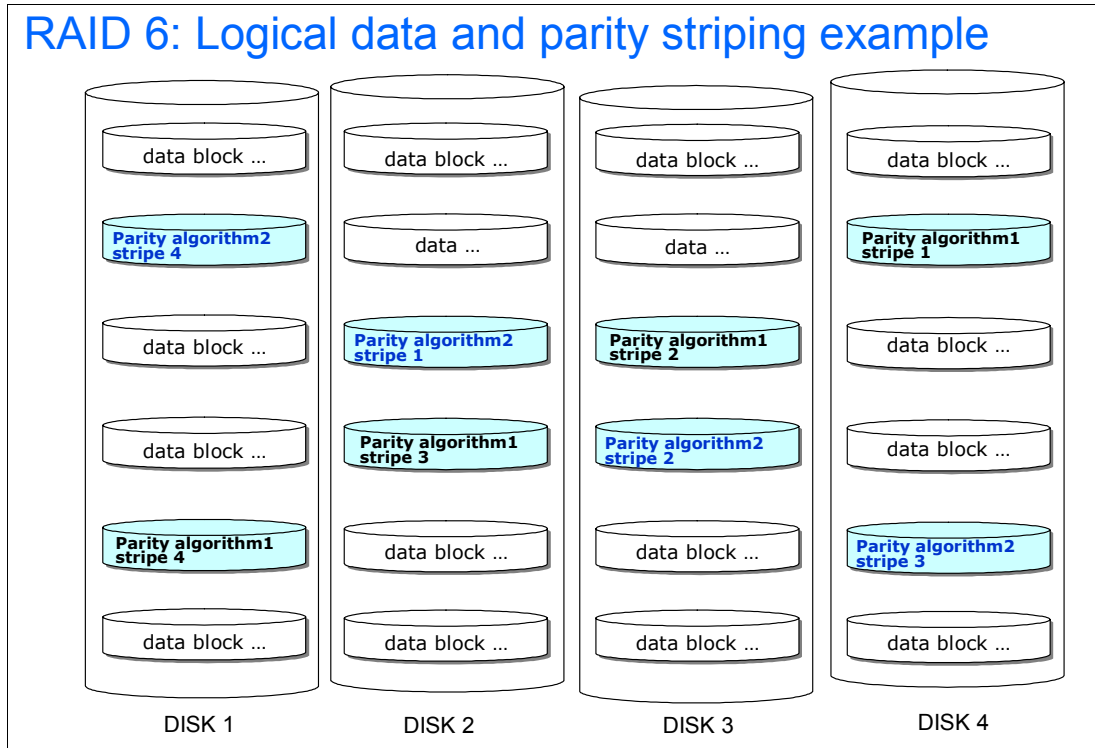 RAID 6: Logical data and parity striping example
data block ...
data block ...
data block ...
data block ...
Parity algorithm2
stripe 4
data ...
data ...
Parity algorithm1
stripe 1
data block ...
Parity algorithm2
stripe 1
Parity algorithm1
stripe 2
data block ...
data block ...
Parity algorithm1
stripe 3
Parity algorithm2
stripe 2
data block ...
Parity algorithm1
stripe 4
data block ...
data block ...
Parity algorithm2
stripe 3
data block ...
data block ...
data block ...
data block ...
DISK 1
DISK 2
DISK 3
DISK 4